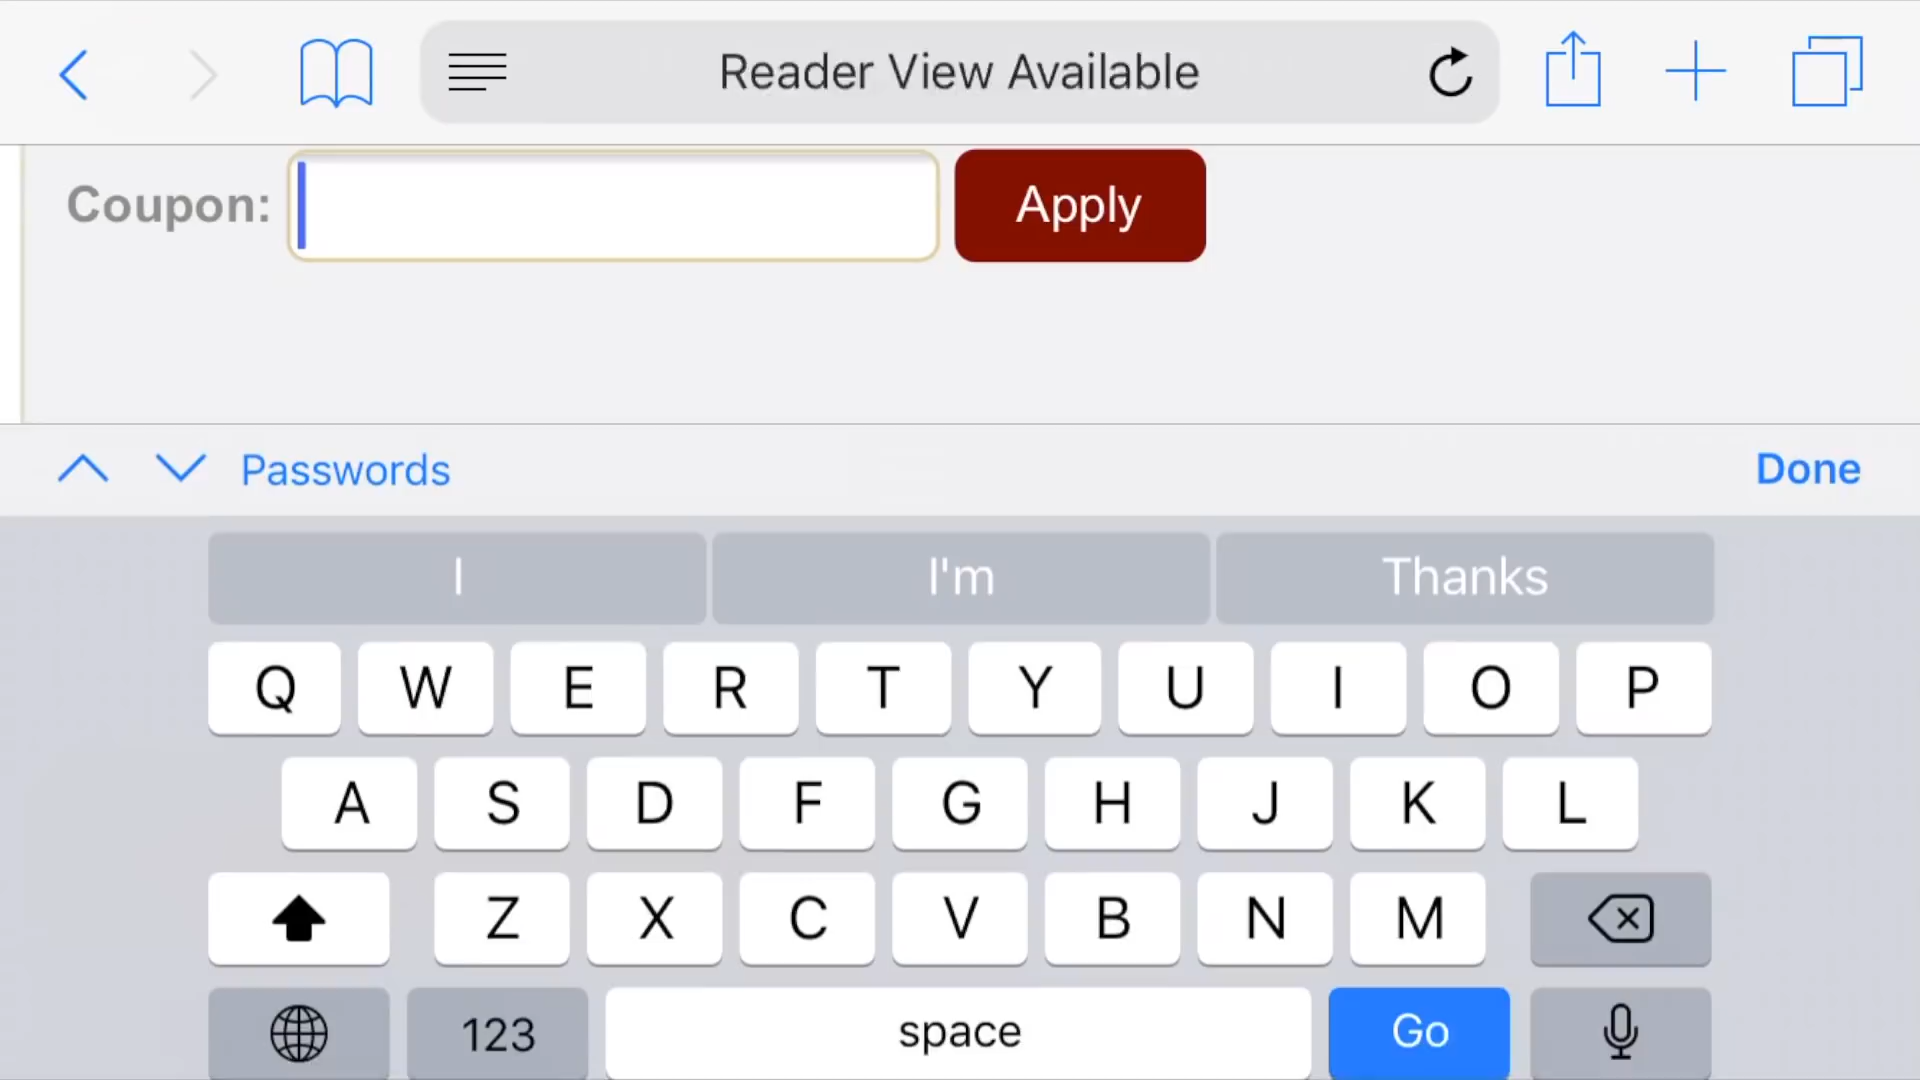 Reader View Available
Coupon: Apply
Passwords Done
I I'm Thanks
Q W E R T Y U I O P
A S D F G H J K L
Z X C V B N M
123 space Go